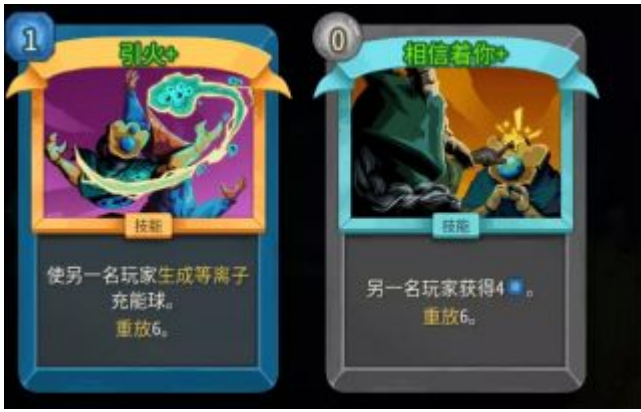 1
引火+
技能
使另一名玩家生成等离子
充能球。
重放6。
0
相信着你+
技能
另一名玩家获得4。
重放6。